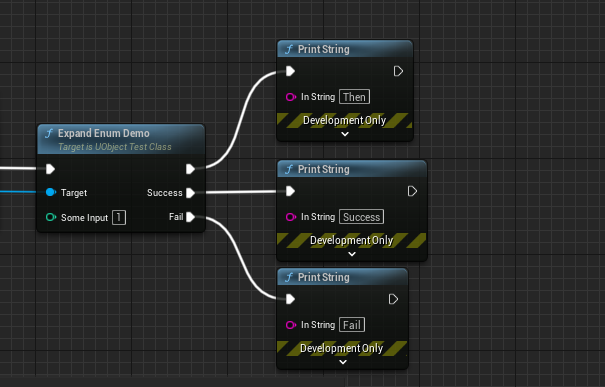 f Print String
In String Then
Development Only
f Expand Enum Demo
Target is UObject Test Class
Target Success
Some Input 1 Fail
f Print String
In String Success
Development Only
f Print String
In String Fail
Development Only